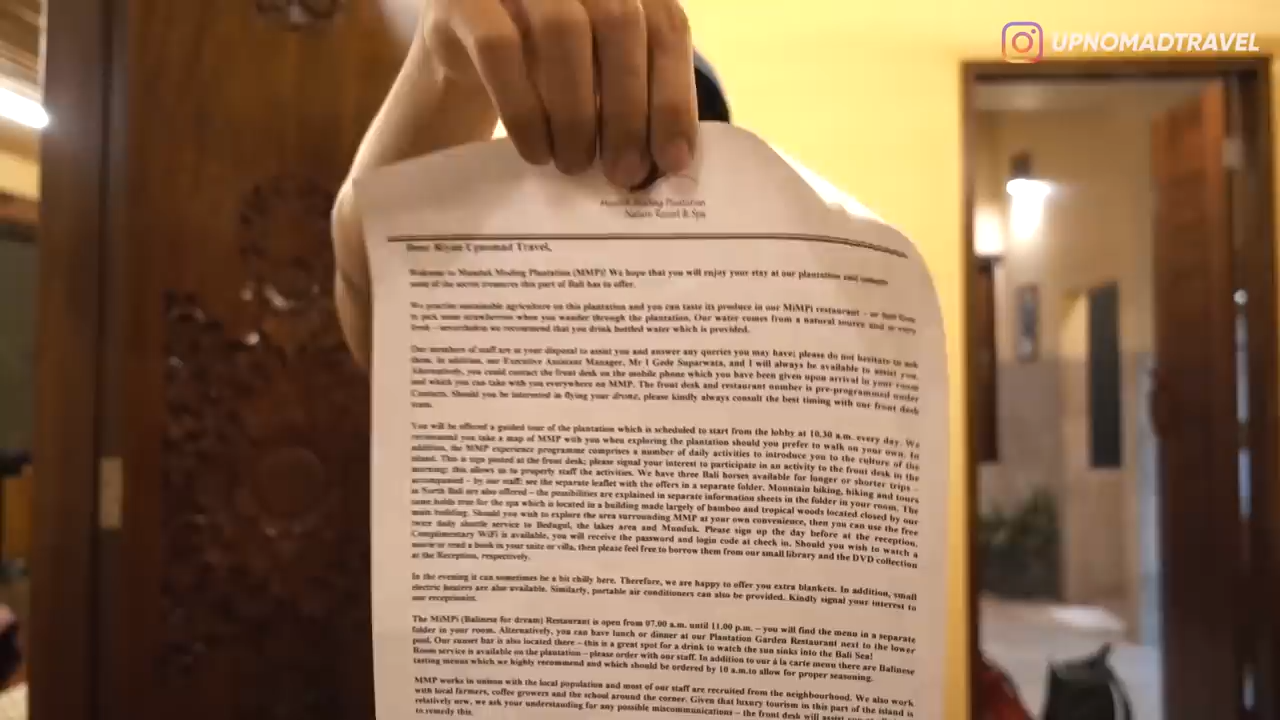 UPNOMADTRAVEL
Munduk Moding Plantation
Nature Resort & Spa
Dear Upnomad Travel,
Welcome to Munduk Moding Plantation (MMP)! We hope that you will enjoy your stay at our plantation and
some of the secret treasures this part of Bali has to offer.
We practise sustainable agriculture on this plantation and you can taste its produce in our MiMPi restaurant – or feel free
to pick some strawberries when you wander through the plantation. Our water comes from a natural source and is very
fresh – nevertheless we recommend that you drink bottled water which is provided.
Our members of staff are at your disposal to assist you and answer any queries you may have; please do not hesitate to ask
them. In addition, our Executive Assistant Manager, Mr I Gede Suparwata, and I will always be available to assist you.
Alternatively, you could contact the front desk on the mobile phone which you have been given upon arrival in your room
and which you can take with you everywhere on MMP. The front desk and restaurant number is pre-programmed under
Contacts. Should you be interested in flying your drone, please kindly always consult the best timing with our front desk
team.
You will be offered a guided tour of the plantation which is scheduled to start from the lobby at 10.30 a.m. every day. We
recommend you take a map of MMP with you when exploring the plantation should you prefer to walk on your own. In
addition, the MMP experience programme comprises a number of daily activities to introduce you to the culture of the
island. This is sign posted at the front desk; please signal your interest to participate in an activity to the front desk in the
morning; this allows us to properly staff the activities. We have three Bali horses available for longer or shorter trips –
accompanied – by our staff: see the separate leaflet with the offers in a separate folder. Mountain biking, hiking and tours
in North Bali are also offered – the possibilities are explained in separate information sheets in the folder in your room. The
same holds true for the spa which is located in a building made largely of bamboo and tropical woods located closed by our
main building. Should you wish to explore the area surrounding MMP at your own convenience, then you can use the free
twice daily shuttle service to Bedugul, the lakes area and Munduk. Please sign up the day before at the reception.
Complimentary WiFi is available, you will receive the password and login code at check in. Should you wish to watch a
movie or read a book in your suite or villa, then please feel free to borrow them from our small library and the DVD collection
at the Reception, respectively.
In the evening it can sometimes be a bit chilly here. Therefore, we are happy to offer you extra blankets. In addition, small
electric heaters are also available. Similarly, portable air conditioners can also be provided. Kindly signal your interest to
our receptionist.
The MiMPi (Balinese for dream) Restaurant is open from 07.00 a.m. until 11.00 p.m. – you will find the menu in a separate
folder in your room. Alternatively, you can have lunch or dinner at our Plantation Garden Restaurant next to the lower
pool. Our sunset bar is also located there – this is a great spot for a drink to watch the sun sinks into the Bali Sea!
Room service is available on the plantation – please order with our staff. In addition to our á la carte menu there are Balinese
tasting menus which we highly recommend and which should be ordered by 10 a.m.to allow for proper seasoning.
MMP works in unison with the local population and most of our staff are recruited from the neighbourhood. We also work
with local farmers, coffee growers and the school around the corner. Given that luxury tourism in this part of the island is
relatively new, we ask your understanding for any possible miscommunications – the front desk will assist
to remedy this.